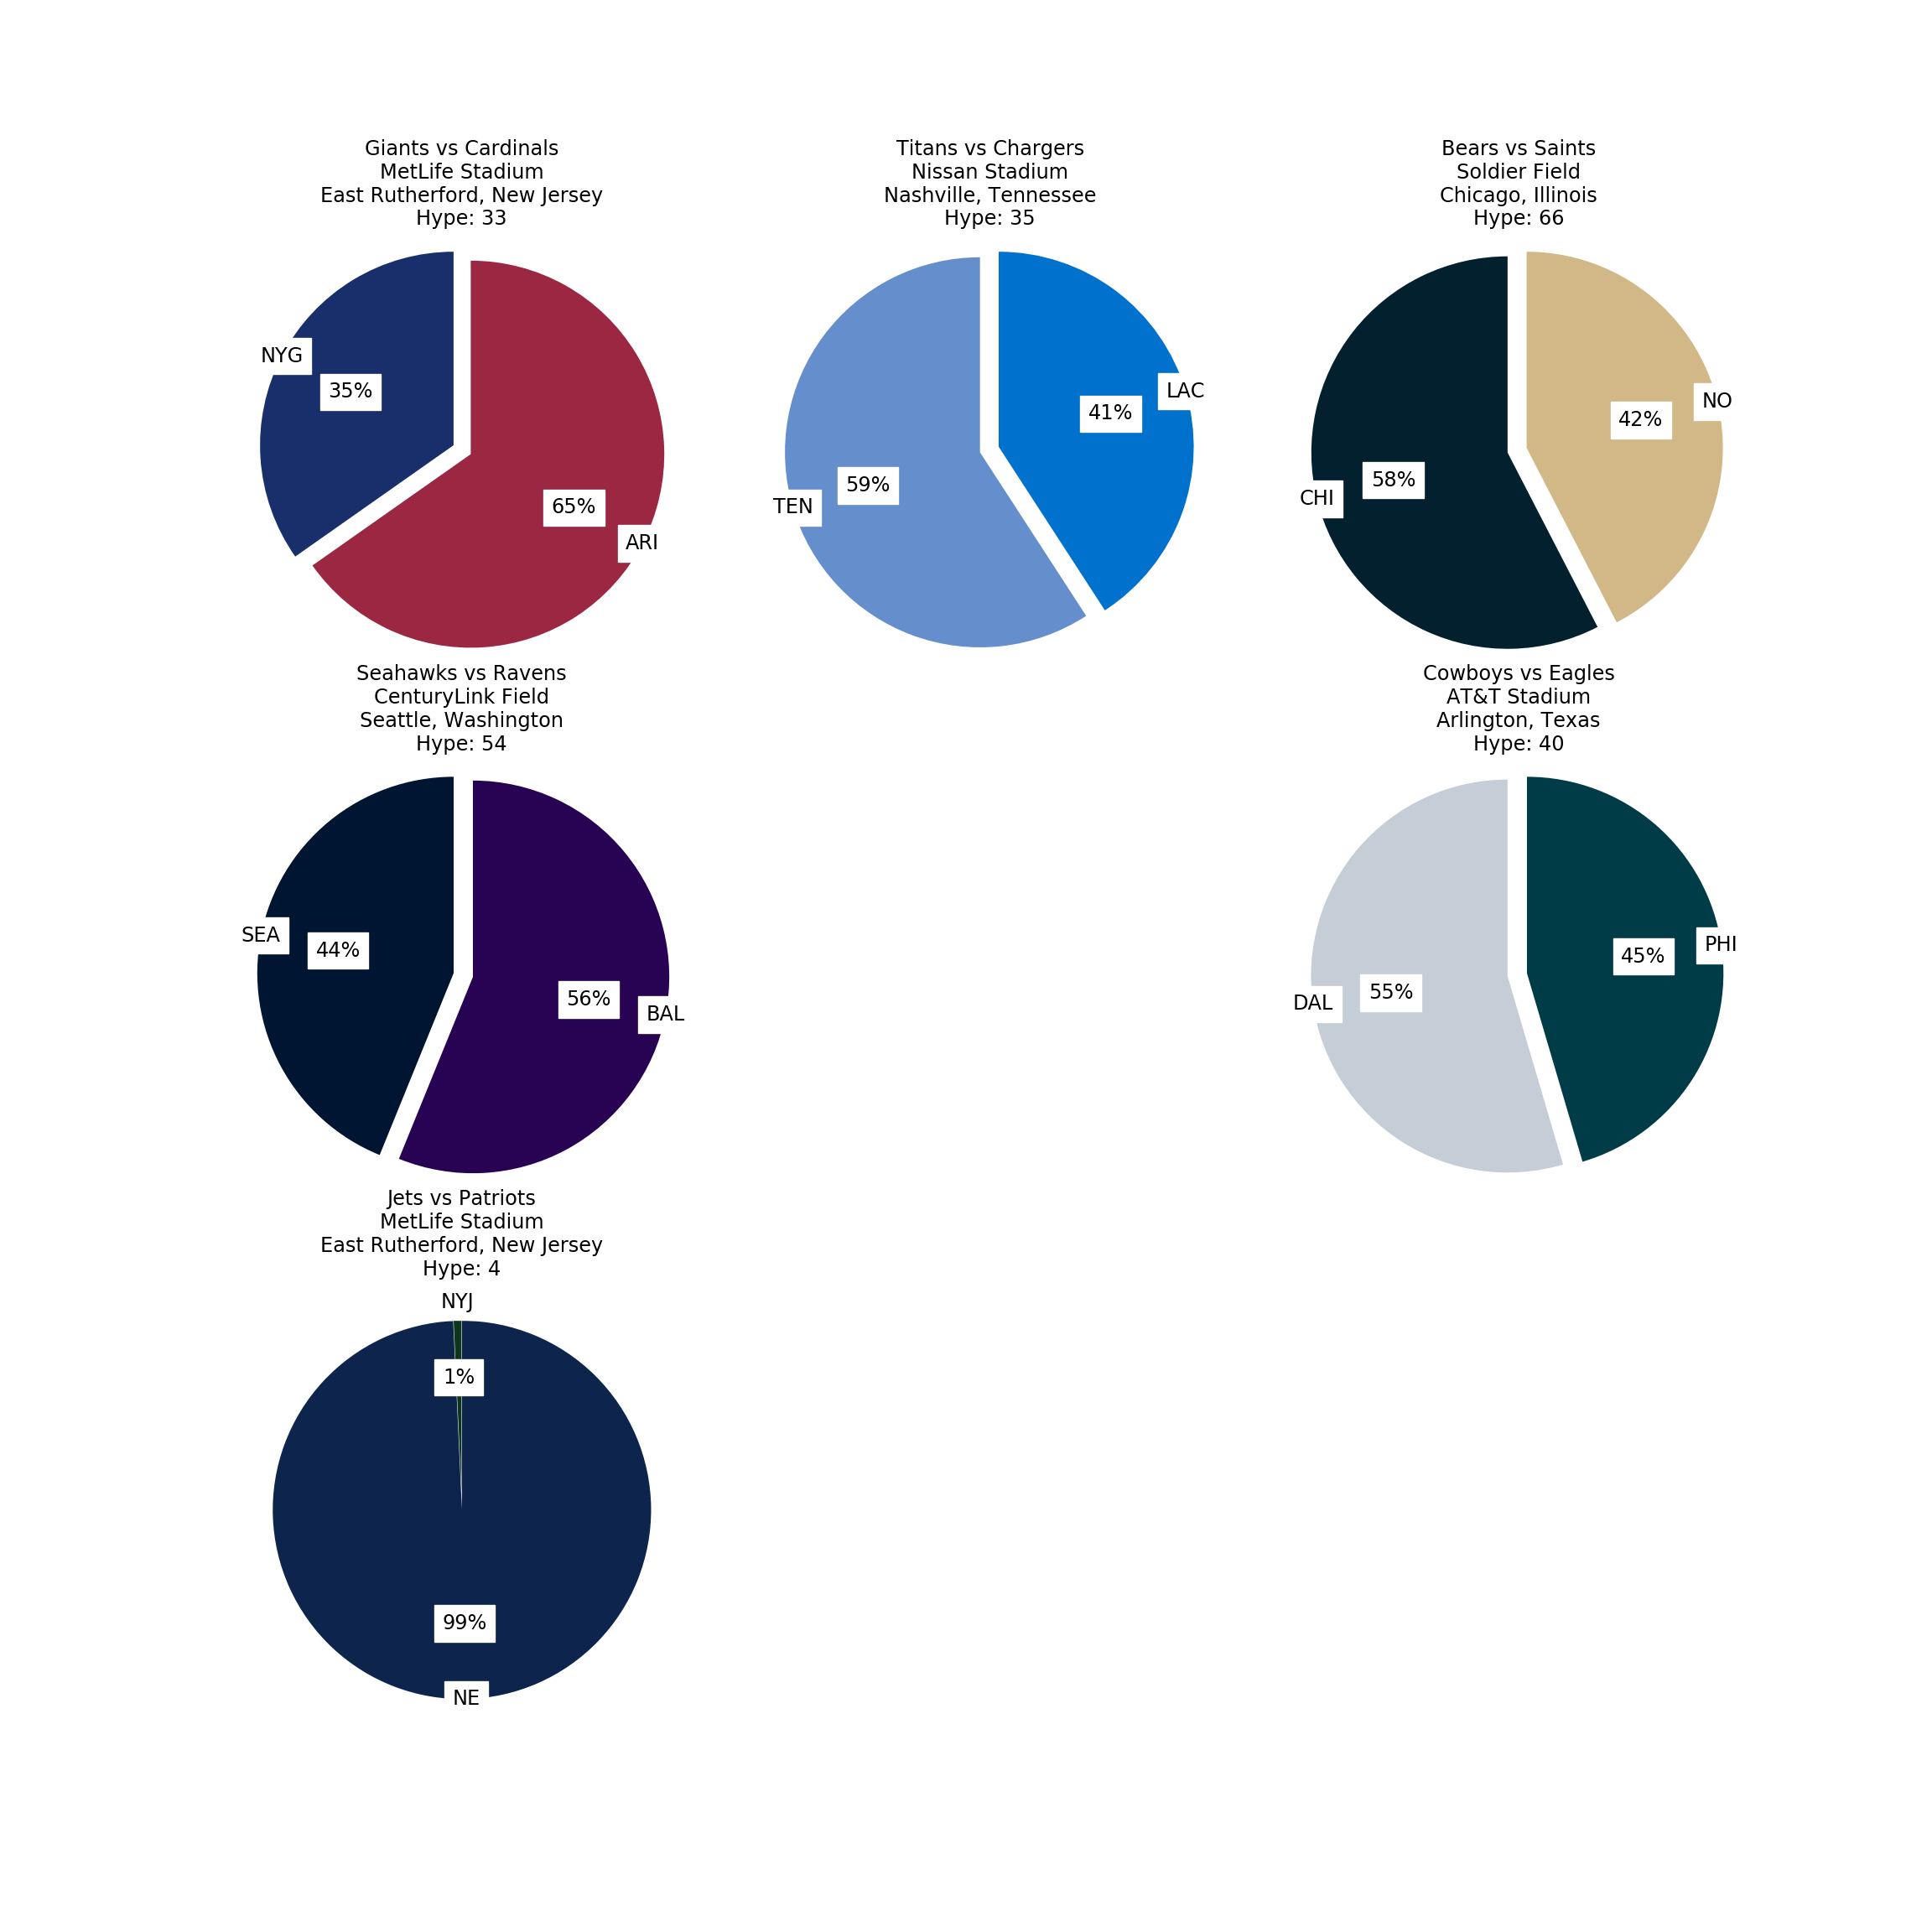 Giants vs Cardinals
MetLife Stadium
East Rutherford, New Jersey
Hype: 33
NYG
35%
65%
ARI
Titans vs Chargers
Nissan Stadium
Nashville, Tennessee
Hype: 35
LAC
41%
59%
TEN
Bears vs Saints
Soldier Field
Chicago, Illinois
Hype: 66
NO
42%
58%
CHI
Seahawks vs Ravens
CenturyLink Field
Seattle, Washington
Hype: 54
SEA
44%
56%
BAL
Cowboys vs Eagles
AT&T Stadium
Arlington, Texas
Hype: 40
PHI
45%
55%
DAL
Jets vs Patriots
MetLife Stadium
East Rutherford, New Jersey
Hype: 4
NYJ
1%
99%
NE